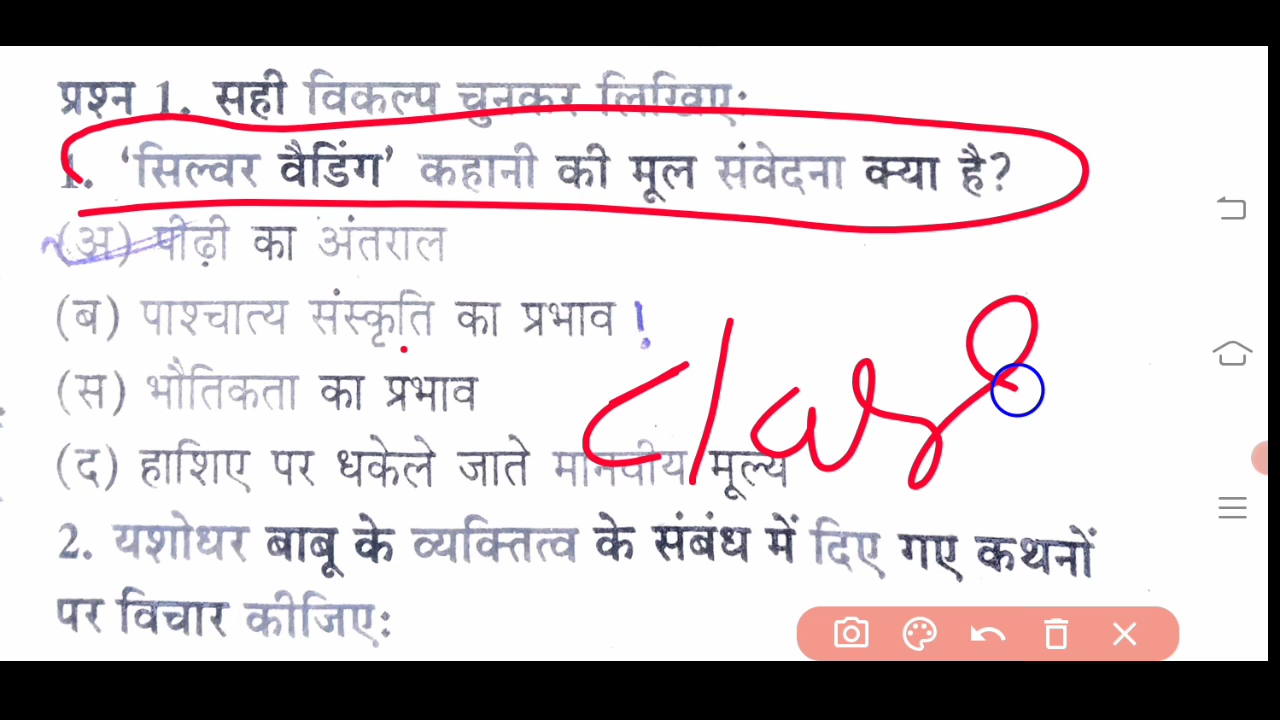 प्रश्न 1. सही विकल्प चुनकर लिखिए:
1. 'सिल्वर वैडिंग' कहानी की मूल संवेदना क्या है?
(अ) पीढ़ी का अंतराल
(ब) पाश्चात्य संस्कृति का प्रभाव !
(स) भौतिकता का प्रभाव
(द) हाशिए पर धकेले जाते मानवीय मूल्य
2. यशोधर बाबू के व्यक्तित्व के संबंध में दिए गए कथनों
पर विचार कीजिए: